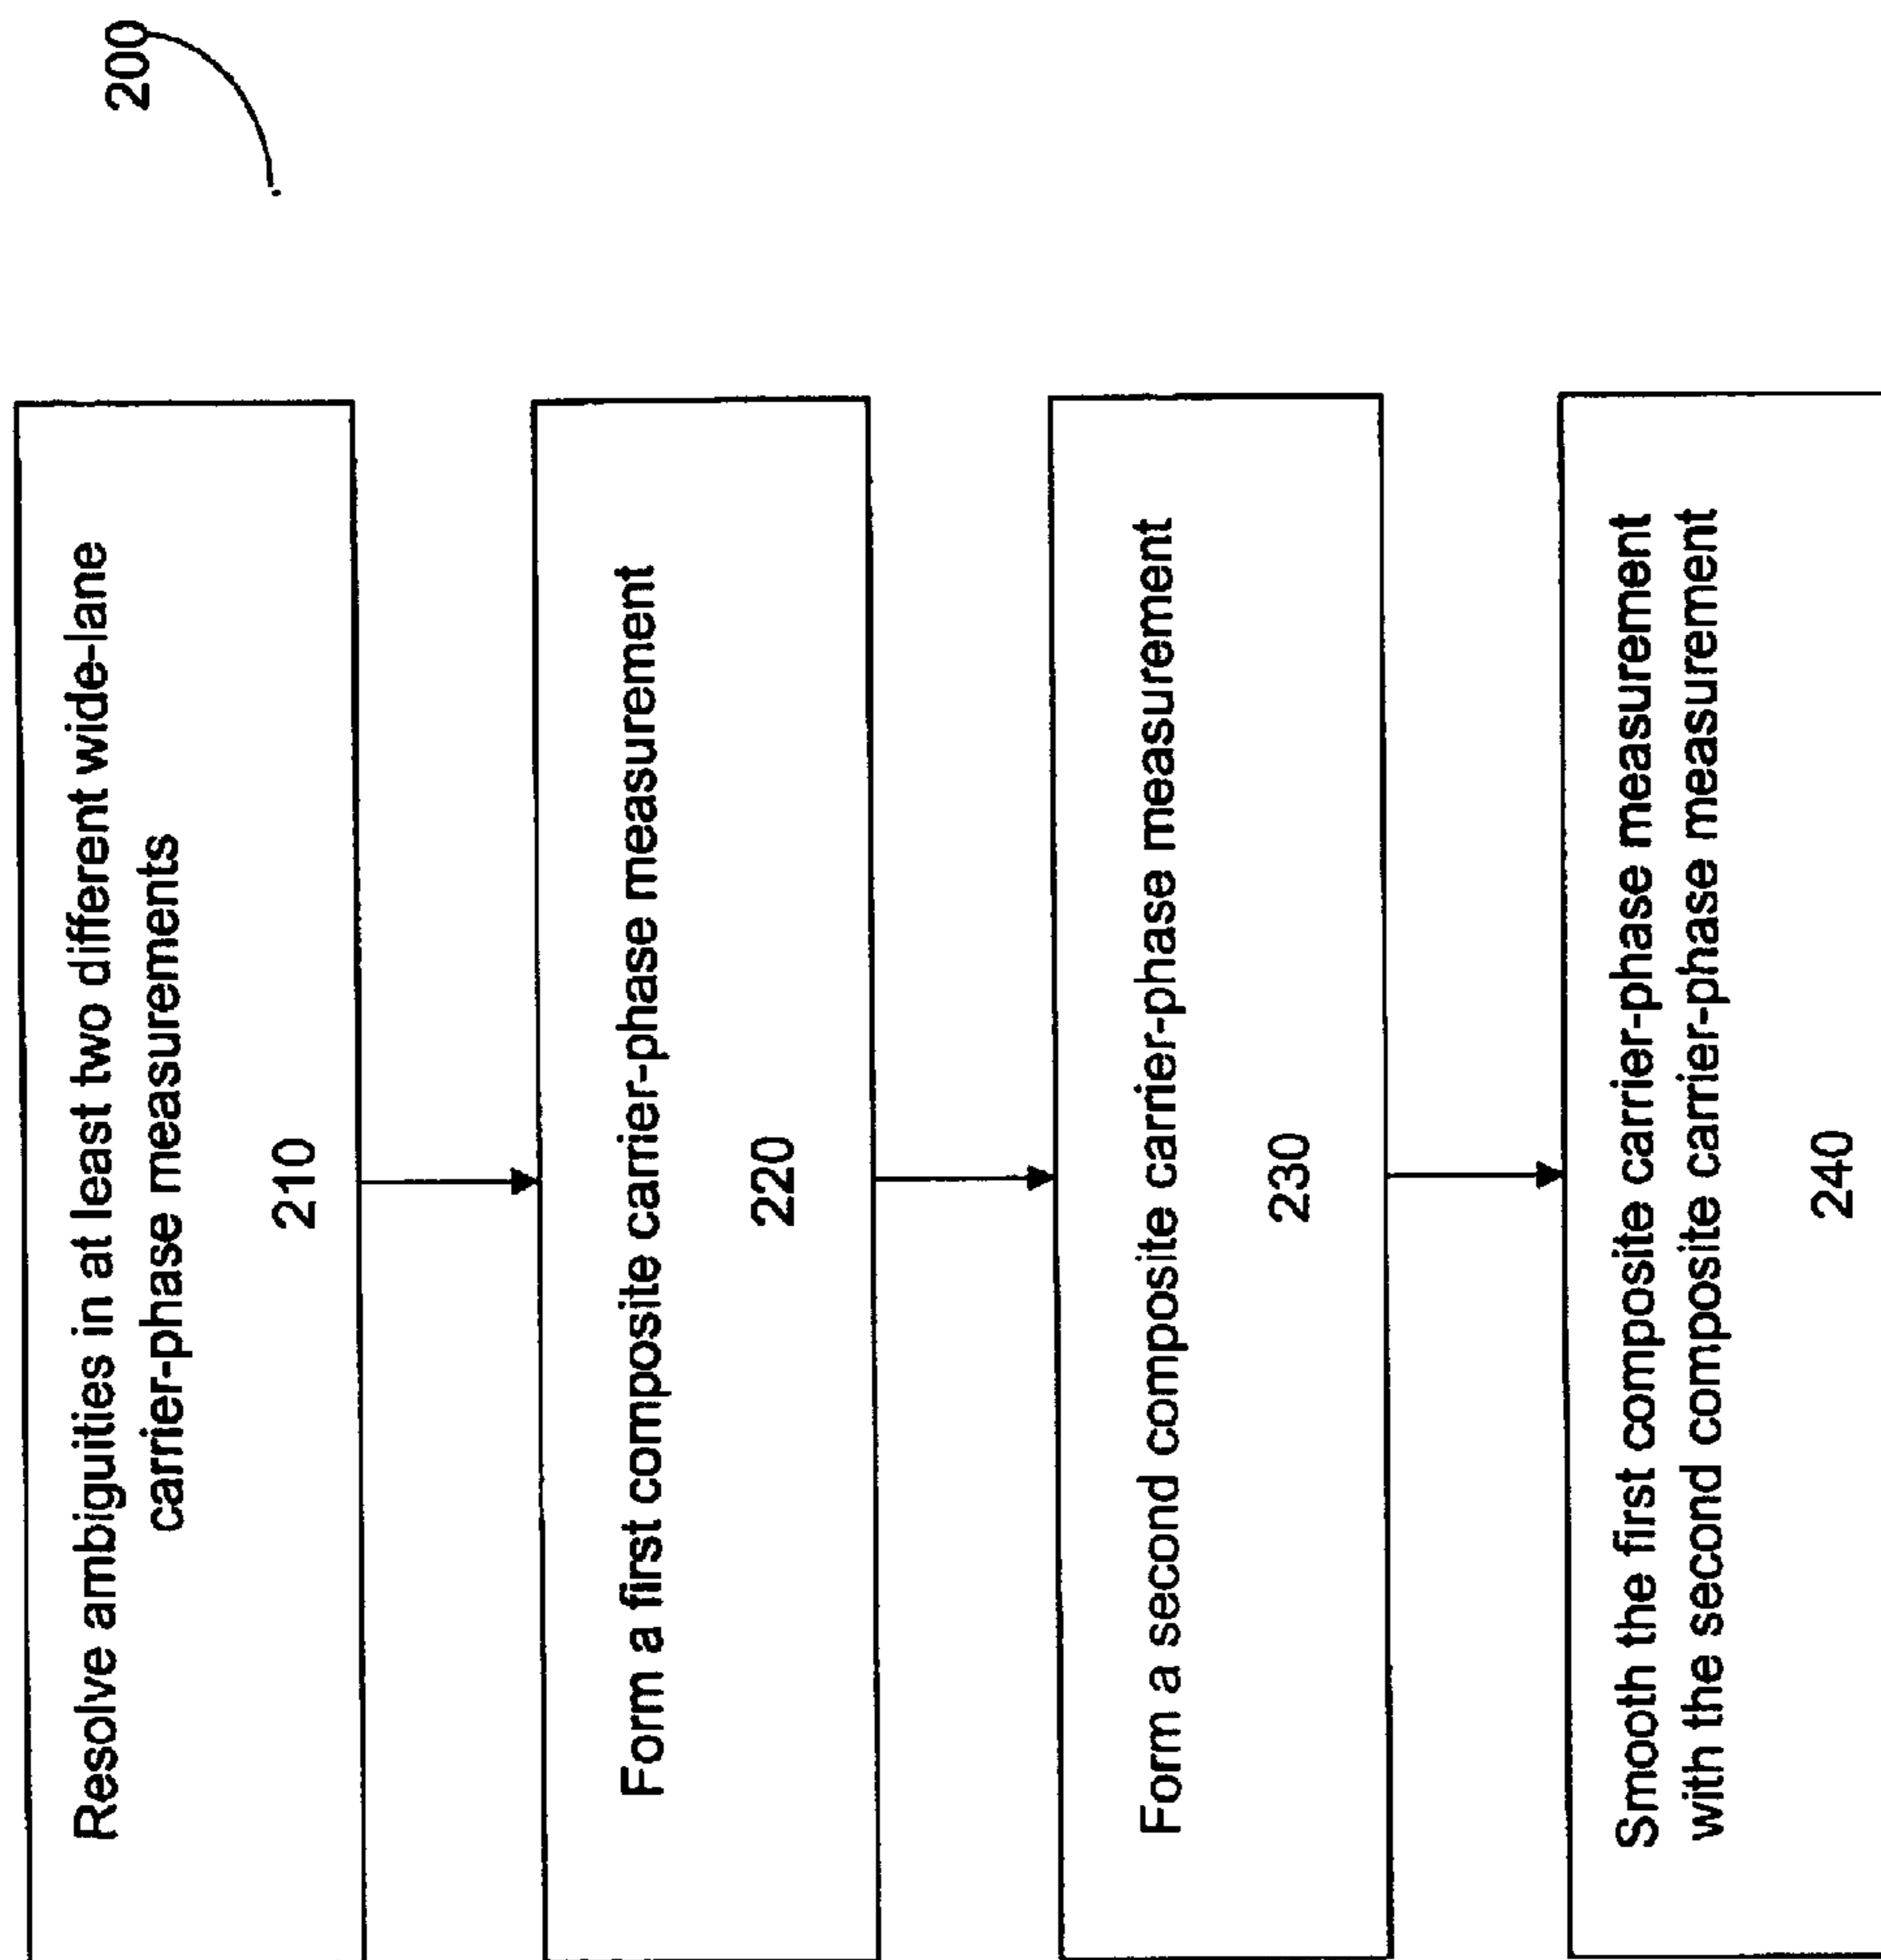 200
Resolve ambiguities in at least two different wide-lane
carrier-phase measurements
210
Form a first composite carrier-phase measurement
220
Form a second composite carrier-phase measurement
230
Smooth the first composite carrier-phase measurement
with the second composite carrier-phase measurement
240